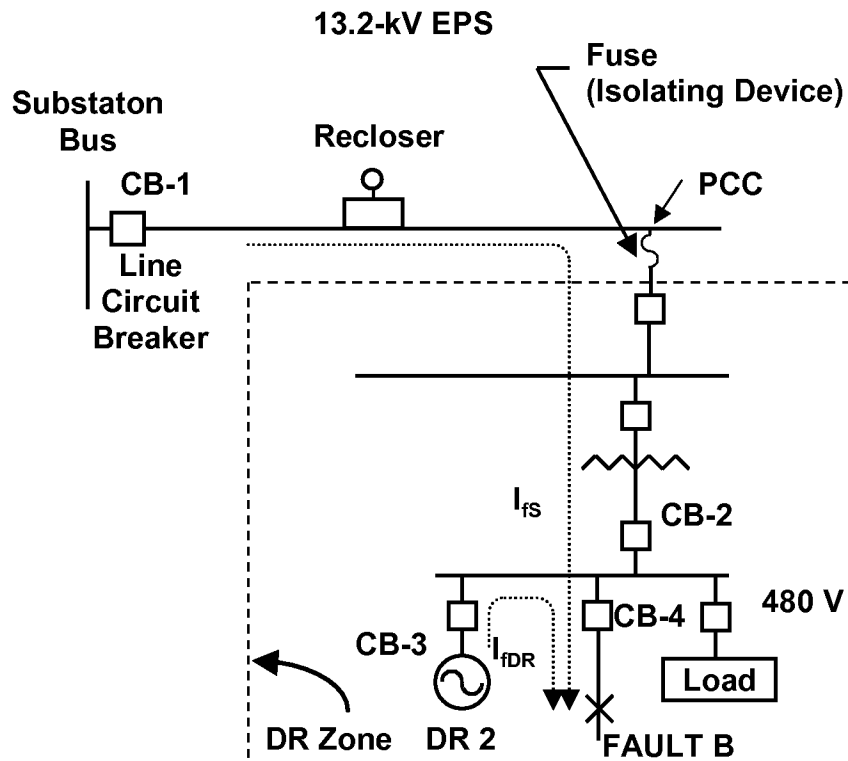 13.2-kV EPS
Fuse
(Isolating Device)
Substaton
Bus
Recloser
CB-1
PCC
Line
Circuit
Breaker
IfS
CB-2
480 V
CB-4
CB-3
IfDR
Load
DR Zone
DR 2
FAULT B